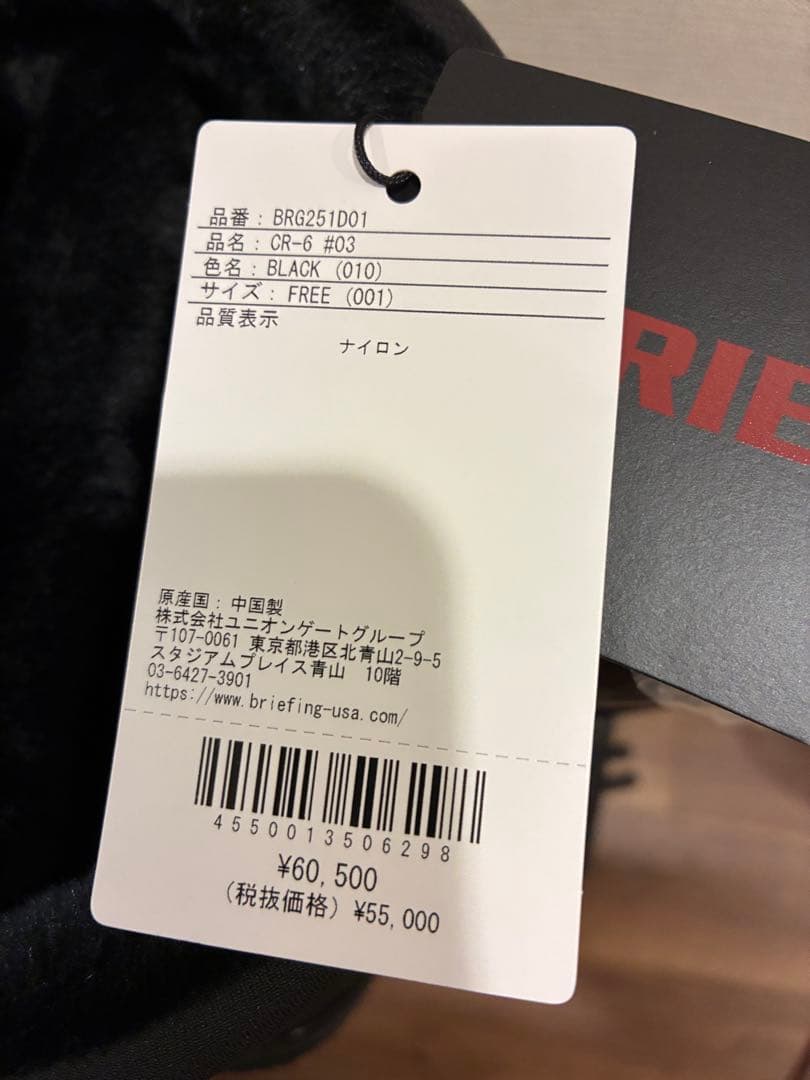 品番: BRG251D01
品名: CR-6 #03
色名: BLACK (010)
サイズ: FREE (001)
品質表示
ナイロン
RIE
原産国: 中国製
株式会社ユニオンゲートグループ
〒107-0061 東京都港区北青山2-9-5
スタジアムプレイス青山 10階
03-6427-3901
https://www.briefing-usa.com/
4550013506298
¥60,500
(税抜価格) ¥55,000